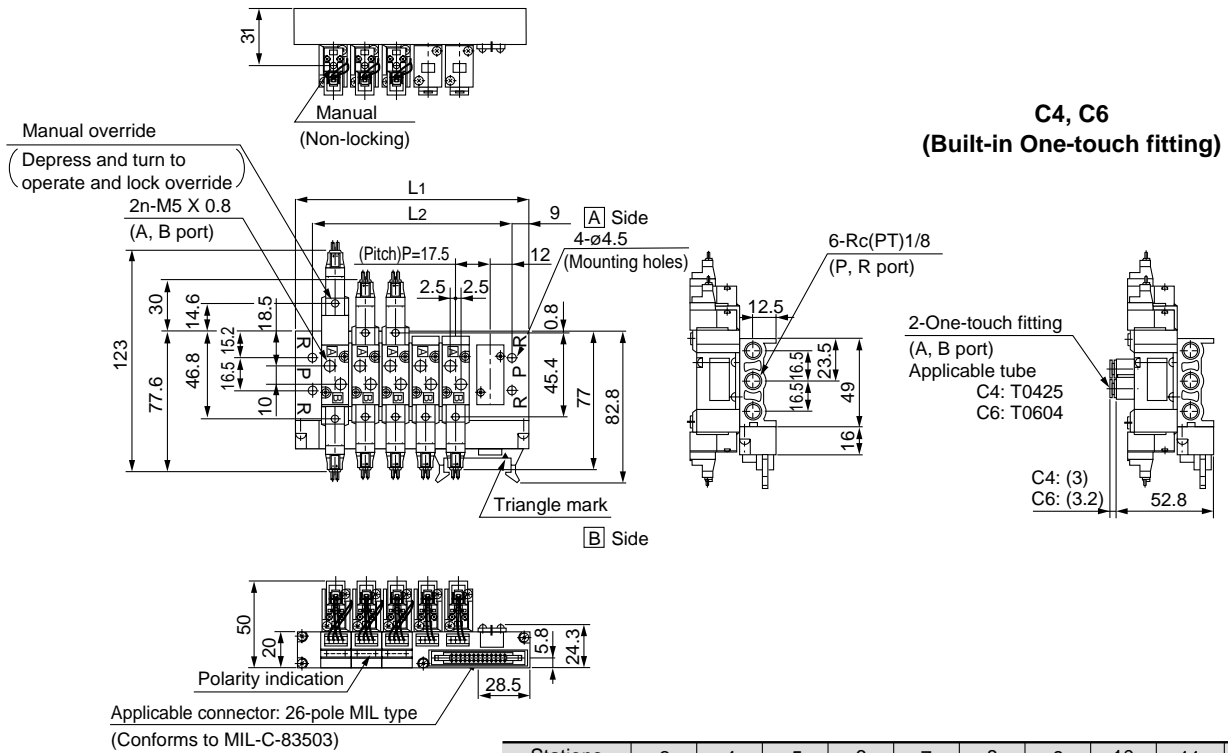 31
Manual
(Non-locking)
C4, C6
(Built-in One-touch fitting)
Manual override
(Depress and turn to
operate and lock override)
2n-M5 X 0.8
(A, B port)
L1
L2
9
A Side
4-ø4.5
(Mounting holes)
(Pitch)P=17.5
12
2.5
2.5
123
30
14.6
18.5
77.6
46.8
15.2
16.5
10
R
P
R
A
A
A
A
A
B
B
B
B
B
R
P
R
0.8
45.4
77
82.8
Triangle mark
B Side
6-Rc(PT)1/8
(P, R port)
12.5
16.5
23.5
16.5
49
16
2-One-touch fitting
(A, B port)
Applicable tube
C4: T0425
C6: T0604
C4: (3)
C6: (3.2)
52.8
50
20
5.8
24.3
28.5
Polarity indication
Applicable connector: 26-pole MIL type
(Conforms to MIL-C-83503)